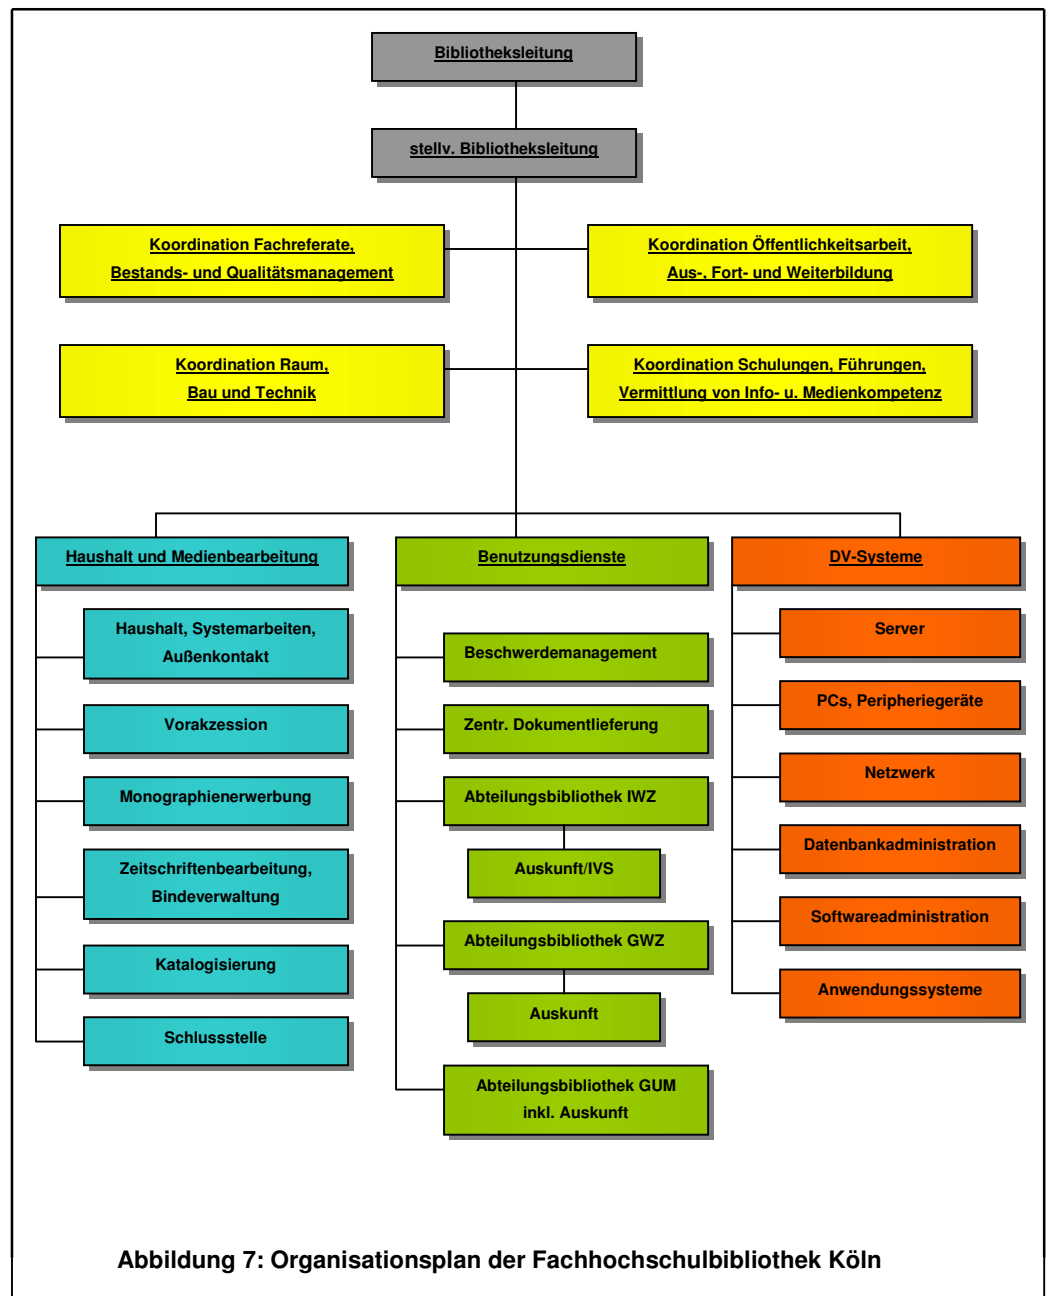 Bibliotheksleitung
stellv. Bibliotheksleitung
Koordination Fachreferate,
Bestands- und Qualitätsmanagement
Koordination Öffentlichkeitsarbeit,
Aus-, Fort- und Weiterbildung
Koordination Raum,
Bau und Technik
Koordination Schulungen, Führungen,
Vermittlung von Info- u. Medienkompetenz
Haushalt und Medienbearbeitung
Haushalt, Systemarbeiten,
Außenkontakt
Vorakzession
Monographienerwerbung
Zeitschriftenbearbeitung,
Bindeverwaltung
Katalogisierung
Schlussstelle
Benutzungsdienste
Beschwerdemanagement
Zentr. Dokumentlieferung
Abteilungsbibliothek IWZ
Auskunft/IVS
Abteilungsbibliothek GWZ
Auskunft
Abteilungsbibliothek GUM
inkl. Auskunft
DV-Systeme
Server
PCs, Peripheriegeräte
Netzwerk
Datenbankadministration
Softwareadministration
Anwendungssysteme
Abbildung 7: Organisationsplan der Fachhochschulbibliothek Köln